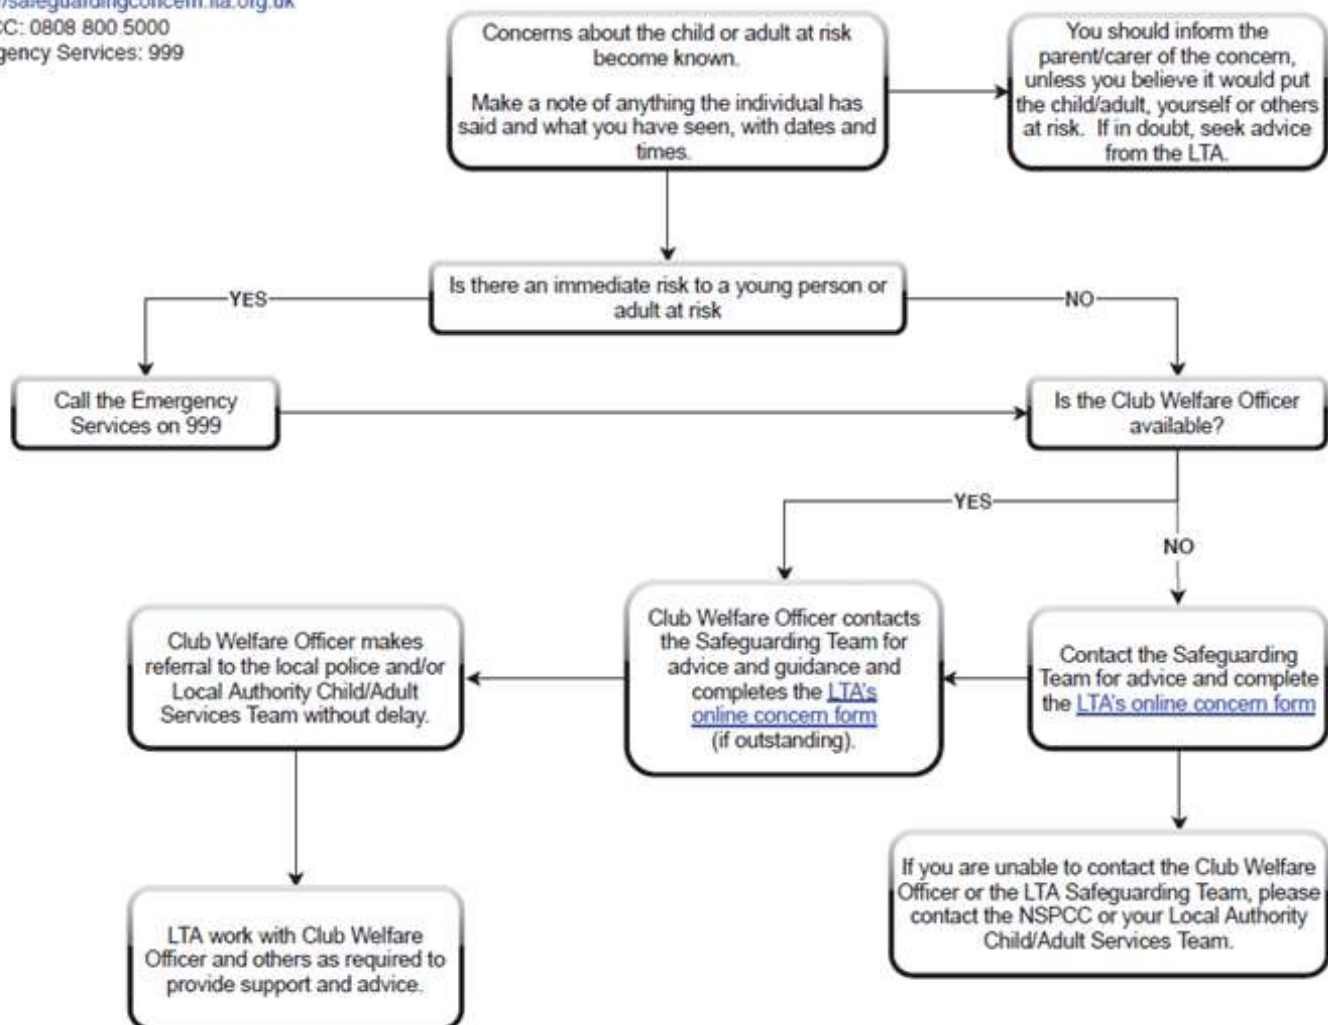 /safeguardingconcern.lta.org.uk
CC: 0808 800 5000
gency Services: 999
Concerns about the child or adult at risk
become known.
Make a note of anything the individual has
said and what you have seen, with dates and
times.
You should inform the
parent/carer of the concern,
unless you believe it would put
the child/adult, yourself or others
at risk. If in doubt, seek advice
from the LTA.
Is there an immediate risk to a young person or
adult at risk
YES
NO
Call the Emergency
Services on 999
Is the Club Welfare Officer
available?
YES
NO
Club Welfare Officer makes
referral to the local police and/or
Local Authority Child/Adult
Services Team without delay.
Club Welfare Officer contacts
the Safeguarding Team for
advice and guidance and
completes the LTA's
online concern form
(if outstanding).
Contact the Safeguarding
Team for advice and complete
the LTA's online concern form
If you are unable to contact the Club Welfare
Officer or the LTA Safeguarding Team, please
contact the NSPCC or your Local Authority
Child/Adult Services Team.
LTA work with Club Welfare
Officer and others as required to
provide support and advice.